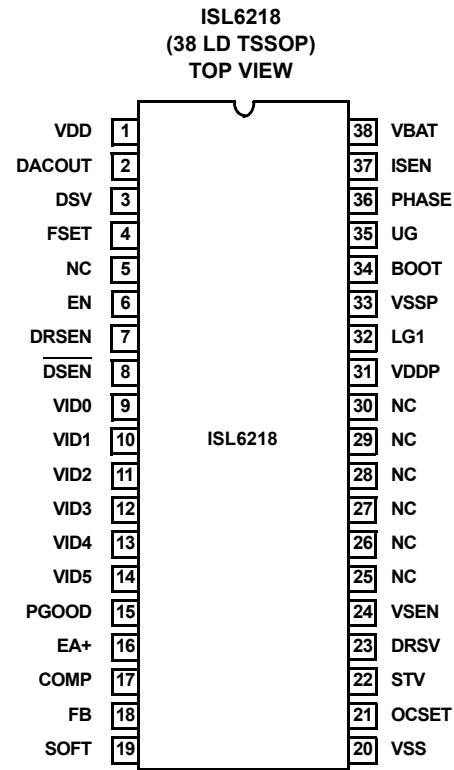 ISL6218
(38 LD TSSOP)
TOP VIEW
VDD 1 38 VBAT
DACOUT 2 37 ISEN
DSV 3 36 PHASE
FSET 4 35 UG
NC 5 34 BOOT
EN 6 33 VSSP
DRSEN 7 32 LG1
DSEN 8 31 VDDP
VID0 9 30 NC
VID1 10 ISL6218 29 NC
VID2 11 28 NC
VID3 12 27 NC
VID4 13 26 NC
VID5 14 25 NC
PGOOD 15 24 VSEN
EA+ 16 23 DRSV
COMP 17 22 STV
FB 18 21 OCSET
SOFT 19 20 VSS